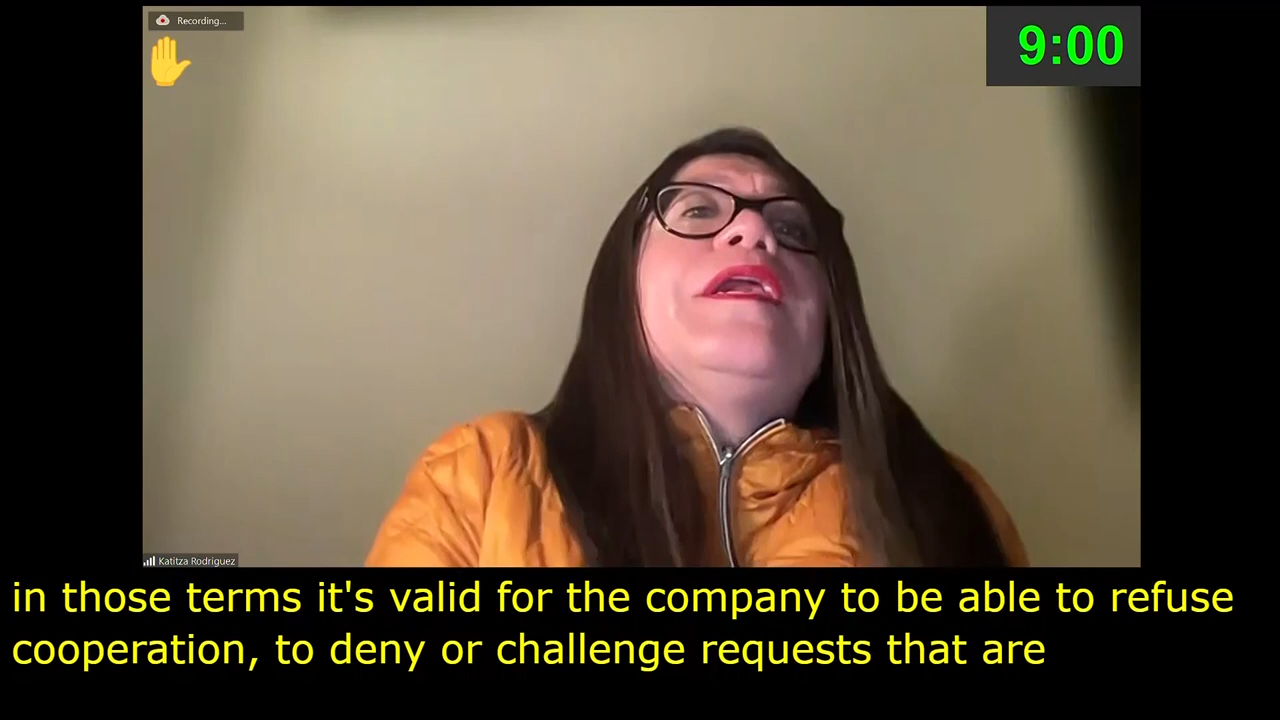 Recording...
9:00
Katitza Rodriguez
in those terms it's valid for the company to be able to refuse
cooperation, to deny or challenge requests that are